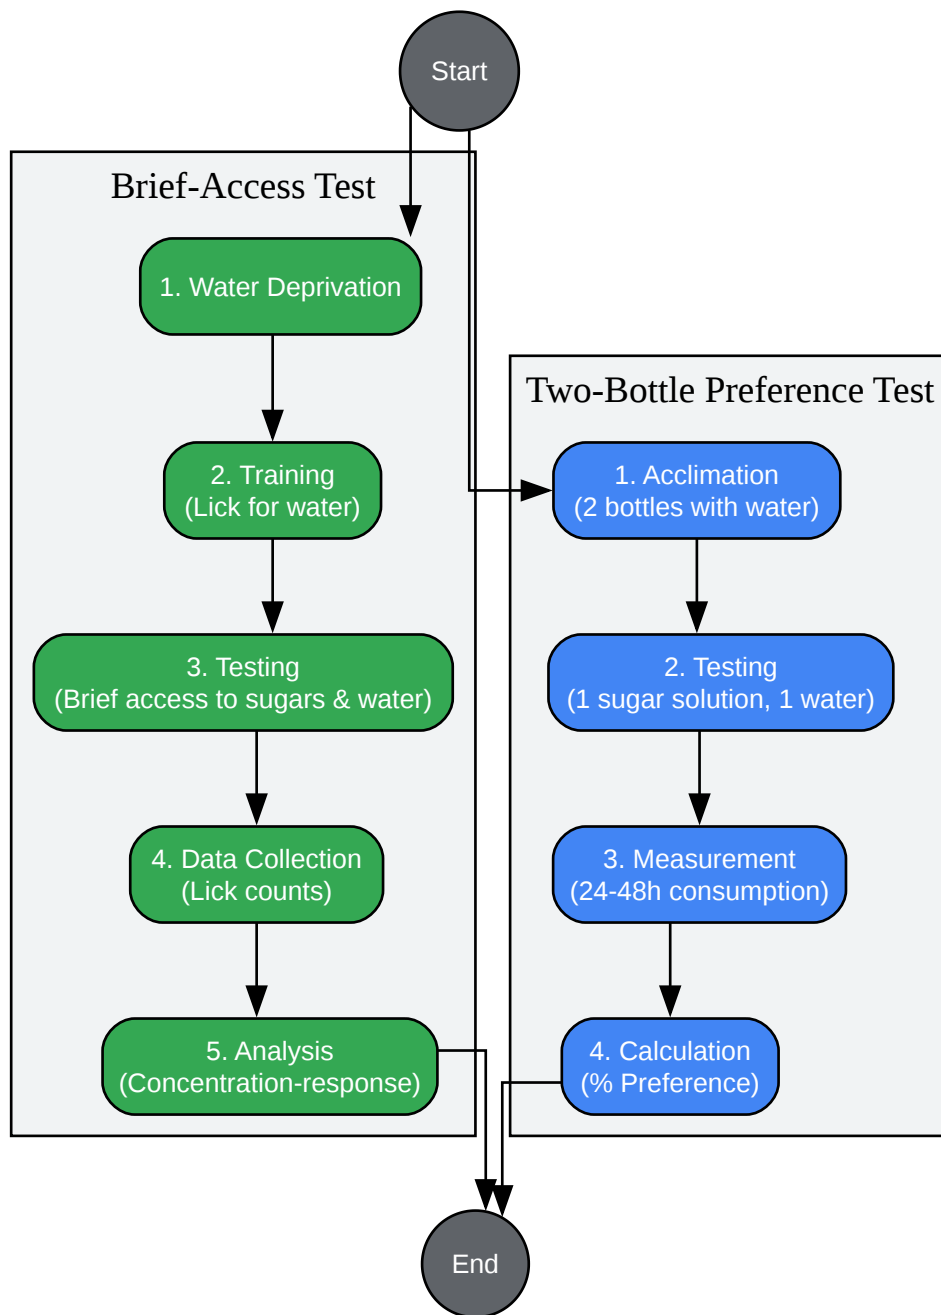 Start
Brief-Access Test
1. Water Deprivation
2. Training
(Lick for water)
3. Testing
(Brief access to sugars & water)
4. Data Collection
(Lick counts)
5. Analysis
(Concentration-response)
Two-Bottle Preference Test
1. Acclimation
(2 bottles with water)
2. Testing
(1 sugar solution, 1 water)
3. Measurement
(24-48h consumption)
4. Calculation
(% Preference)
End